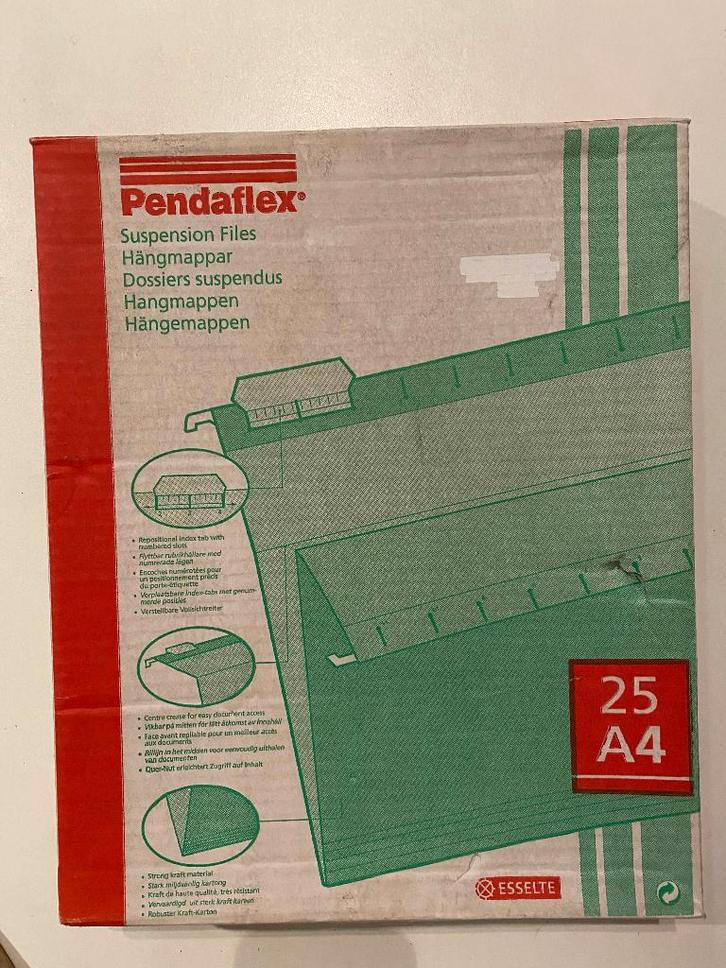 Pendaflex®
Suspension Files
Hängmappar
Dossiers suspendus
Hangmappen
Hängemappen
• Repositional index tab with
numbered slots
• Flyttbar rubrikhållare med
numrerade lägen
• Encoches numérotées pour
un positionnement précis
du porte-étiquette
• Verplaatsbare index-tabs met genum-
merde posities
• Verstellbare Vollsichtreiter
• Centre crease for easy document access
• Vikbar på mitten för lätt åtkomst av innehåll
• Face avant repliable pour un meilleur accès
aux documents
• Billijn in het midden voor eenvoudig uithalen
van documenten
• Quer-Nut erleichtert Zugriff auf Inhalt
• Strong kraft material
• Stark miljövänlig kartong
• Kraft de haute qualité, très résistant
• Vervaardigd uit sterk kraft-karton
• Robuster Kraft-Karton
25
A4
ESSELTE